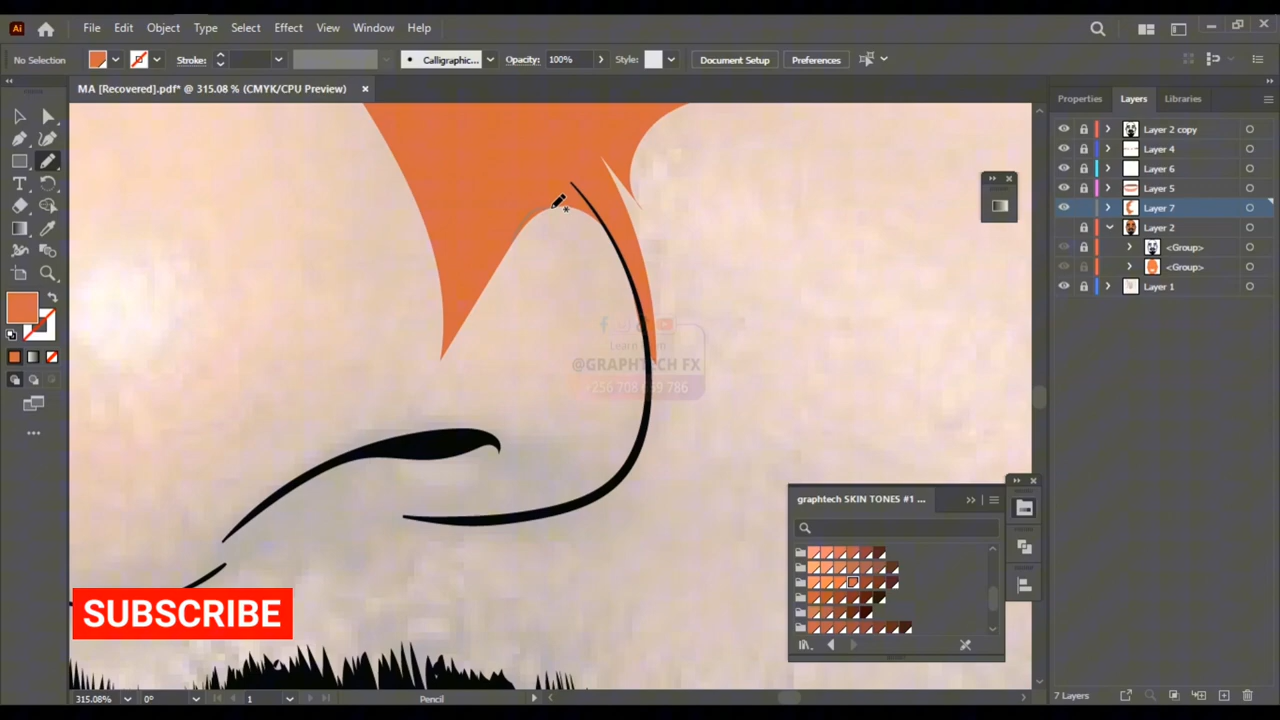 Ai File Edit Object Type Select Effect View Window Help
No Selection Stroke: Calligraphic... Opacity: 100% Style: Document Setup Preferences
MA [Recovered].pdf* @ 315.08 % (CMYK/CPU Preview)
Properties Layers Libraries
Layer 2 copy
Layer 4
Layer 6
Layer 5
Layer 7
Layer 2
<Group>
<Group>
Layer 1
@GRAPHTECH FX
graphtech SKIN TONES #1 ...
SUBSCRIBE
315.08% 0° 1 Pencil
7 Layers